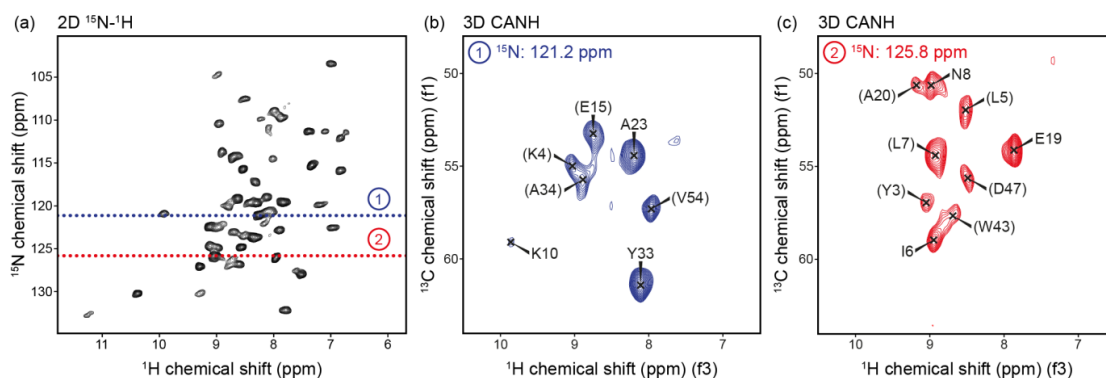 (a) 2D ¹⁵N-¹H
¹⁵N chemical shift (ppm)
105
110
115
120
125
130
1
2
11 10 9 8 7 6
¹H chemical shift (ppm)
(b) 3D CANH
1 ¹⁵N: 121.2 ppm
¹³C chemical shift (ppm) (f1)
50
55
60
(E15)
A23
(K4)
(A34)
(V54)
K10
Y33
10 9 8 7
¹H chemical shift (ppm) (f3)
(c) 3D CANH
2 ¹⁵N: 125.8 ppm
¹³C chemical shift (ppm) (f1)
50
55
60
N8
(A20)
(L5)
E19
(L7)
(D47)
(Y3)
(W43)
I6
10 9 8 7
¹H chemical shift (ppm) (f3)